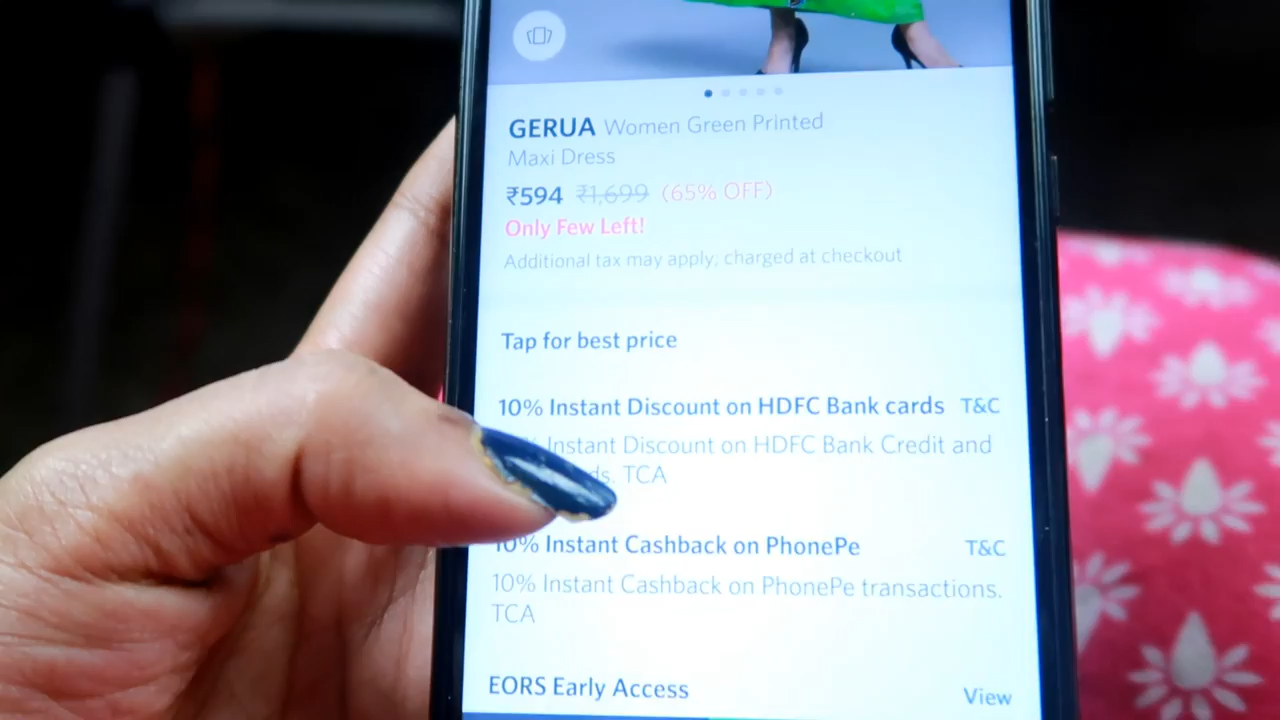 GERUA Women Green Printed
Maxi Dress
₹594 ₹1,699 (65% OFF)
Only Few Left!
Additional tax may apply; charged at checkout
Tap for best price
10% Instant Discount on HDFC Bank cards T&C
Instant Discount on HDFC Bank Credit and
TCA
10% Instant Cashback on PhonePe T&C
10% Instant Cashback on PhonePe transactions.
TCA
EORS Early Access View